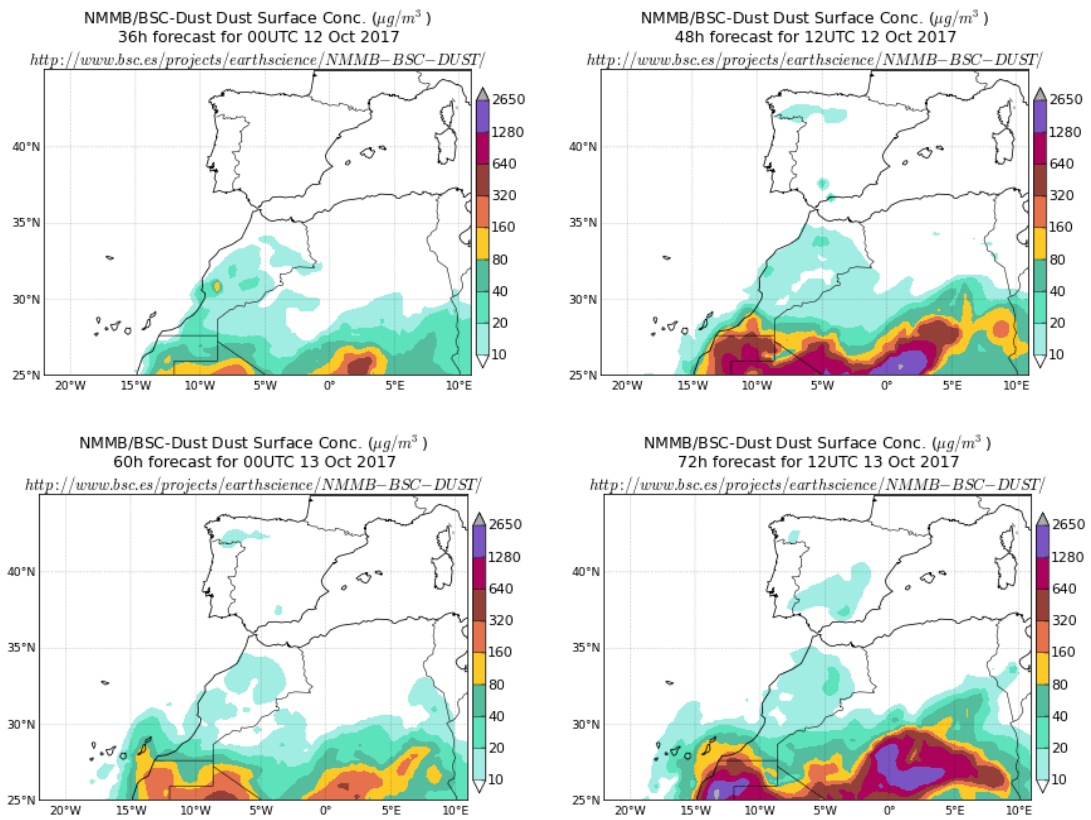 NMMB/BSC-Dust Dust Surface Conc. (μg/m³ )
36h forecast for 00UTC 12 Oct 2017
http://www.bsc.es/projects/earthscience/NMMB−BSC−DUST/
2650
1280
640
320
160
80
40
20
10
40°N
35°N
30°N
25°N
20°W 15°W 10°W 5°W 0°W 5°E 10°E
NMMB/BSC-Dust Dust Surface Conc. (μg/m³ )
48h forecast for 12UTC 12 Oct 2017
http://www.bsc.es/projects/earthscience/NMMB−BSC−DUST/
2650
1280
640
320
160
80
40
20
10
40°N
35°N
30°N
25°N
20°W 15°W 10°W 5°W 0°W 5°E 10°E
NMMB/BSC-Dust Dust Surface Conc. (μg/m³ )
60h forecast for 00UTC 13 Oct 2017
http://www.bsc.es/projects/earthscience/NMMB−BSC−DUST/
2650
1280
640
320
160
80
40
20
10
40°N
35°N
30°N
25°N
20°W 15°W 10°W 5°W 0°W 5°E 10°E
NMMB/BSC-Dust Dust Surface Conc. (μg/m³ )
72h forecast for 12UTC 13 Oct 2017
http://www.bsc.es/projects/earthscience/NMMB−BSC−DUST/
2650
1280
640
320
160
80
40
20
10
40°N
35°N
30°N
25°N
20°W 15°W 10°W 5°W 0°W 5°E 10°E